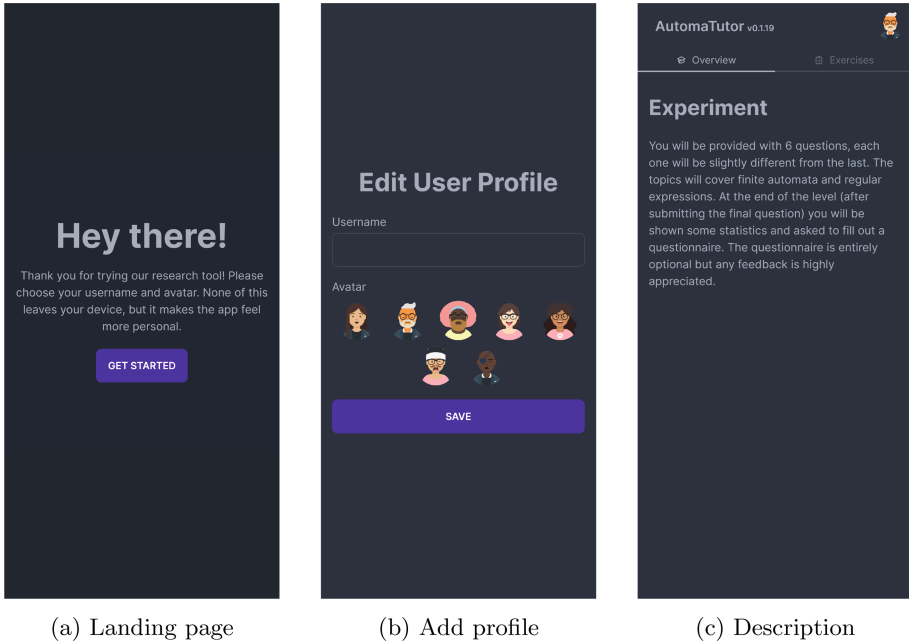 Hey there!
Thank you for trying our research tool! Please
choose your username and avatar. None of this
leaves your device, but it makes the app feel
more personal.
GET STARTED
(a) Landing page
Edit User Profile
Username
Avatar
SAVE
(b) Add profile
AutomaTutor v0.1.19
Overview
Exercises
Experiment
You will be provided with 6 questions, each
one will be slightly different from the last. The
topics will cover finite automata and regular
expressions. At the end of the level (after
submitting the final question) you will be
shown some statistics and asked to fill out a
questionnaire. The questionnaire is entirely
optional but any feedback is highly
appreciated.
(c) Description